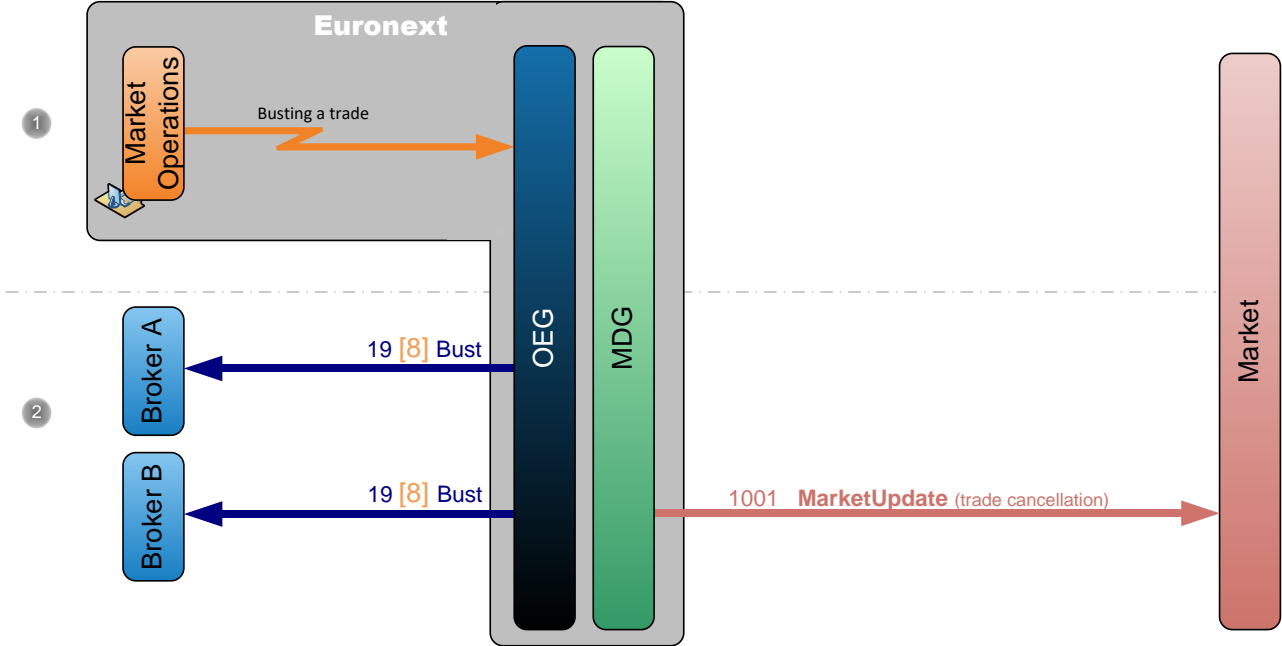 Euronext
Market
Operations
Busting a trade
1
OEG
MDG
Market
Broker A
19 [8] Bust
2
Broker B
19 [8] Bust
1001 MarketUpdate (trade cancellation)